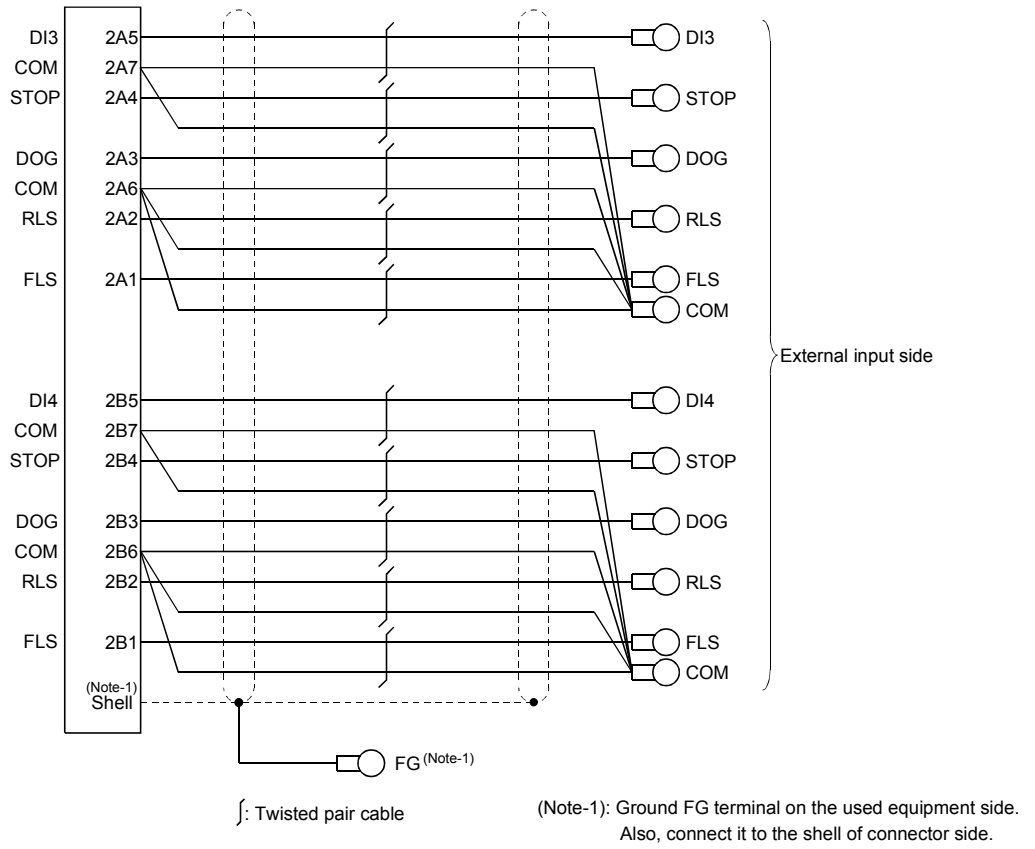 DI3 2A5 DI3
COM 2A7
STOP 2A4 STOP
DOG 2A3 DOG
COM 2A6
RLS 2A2 RLS
FLS 2A1 FLS
COM
External input side
DI4 2B5 DI4
COM 2B7
STOP 2B4 STOP
DOG 2B3 DOG
COM 2B6
RLS 2B2 RLS
FLS 2B1 FLS
COM
(Note-1)
Shell
FG (Note-1)
∫: Twisted pair cable
(Note-1): Ground FG terminal on the used equipment side.
Also, connect it to the shell of connector side.